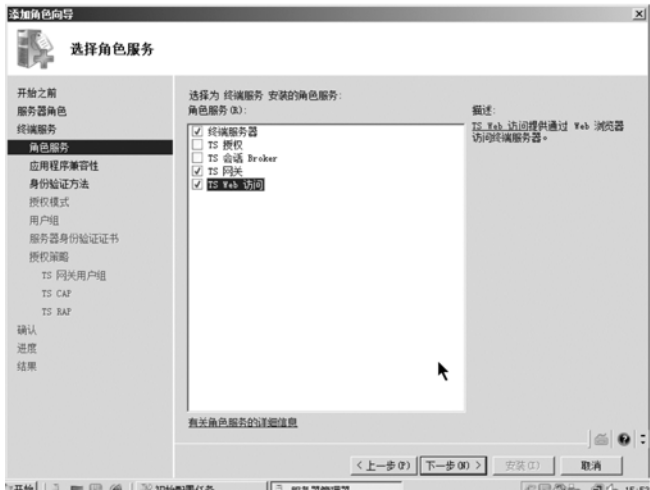 添加角色向导
选择角色服务
开始之前
服务器角色
终端服务
角色服务
应用程序兼容性
身份验证方法
授权模式
用户组
服务器身份验证证书
授权策略
TS 网关用户组
TS CAP
TS RAP
确认
进度
结果
选择为 终端服务 安装的角色服务:
角色服务(R):
终端服务器
TS 授权
TS 会话 Broker
TS 网关
TS Web 访问
有关角色服务的详细信息
描述:
TS Web 访问提供通过 Web 浏览器
访问终端服务器。
< 上一步(P)
下一步(N) >
安装(I)
取消